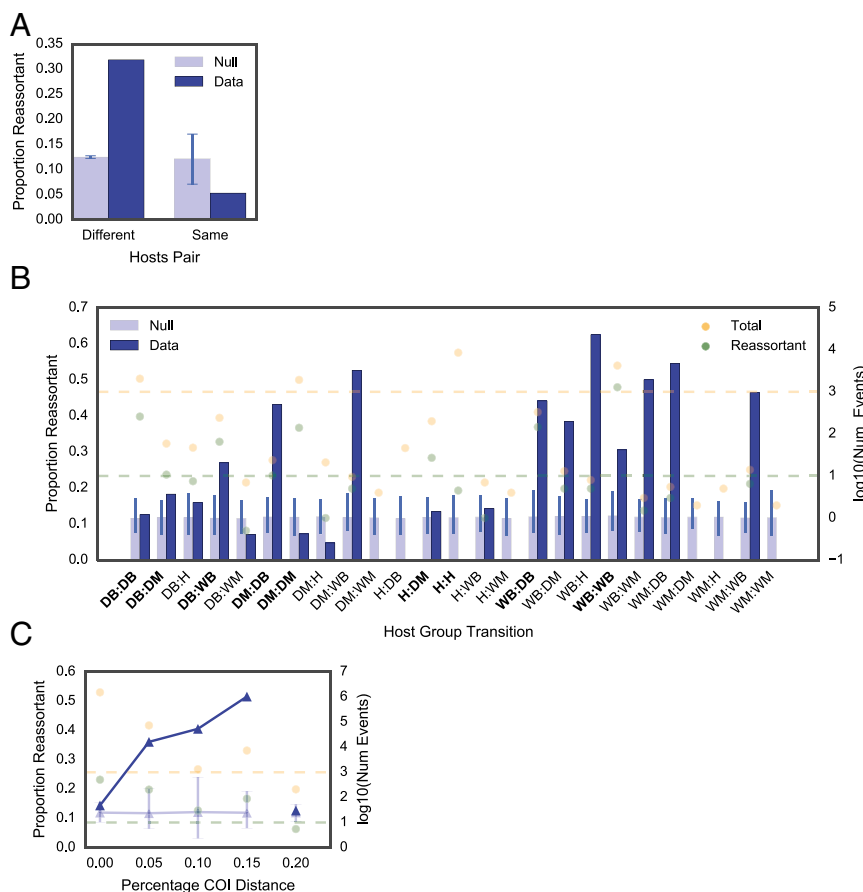 A
Proportion Reassortant
0.35
0.30
0.25
0.20
0.15
0.10
0.05
0.00
Null
Data
Different
Same
Hosts Pair
B
Proportion Reassortant
0.7
0.6
0.5
0.4
0.3
0.2
0.1
0.0
Null
Data
Total
Reassortant
5
4
3
2
1
0
−1
log10(Num Events)
DB:DB
DB:DM
DB:H
DB:WB
DB:WM
DM:DB
DM:DM
DM:H
DM:WB
DM:WM
H:DB
H:DM
H:H
H:WB
H:WM
WB:DB
WB:DM
WB:H
WB:WB
WB:WM
WM:DB
WM:DM
WM:H
WM:WB
WM:WM
Host Group Transition
C
Proportion Reassortant
0.6
0.5
0.4
0.3
0.2
0.1
0.0
7
6
5
4
3
2
1
0
log10(Num Events)
0.00
0.05
0.10
0.15
0.20
Percentage COI Distance